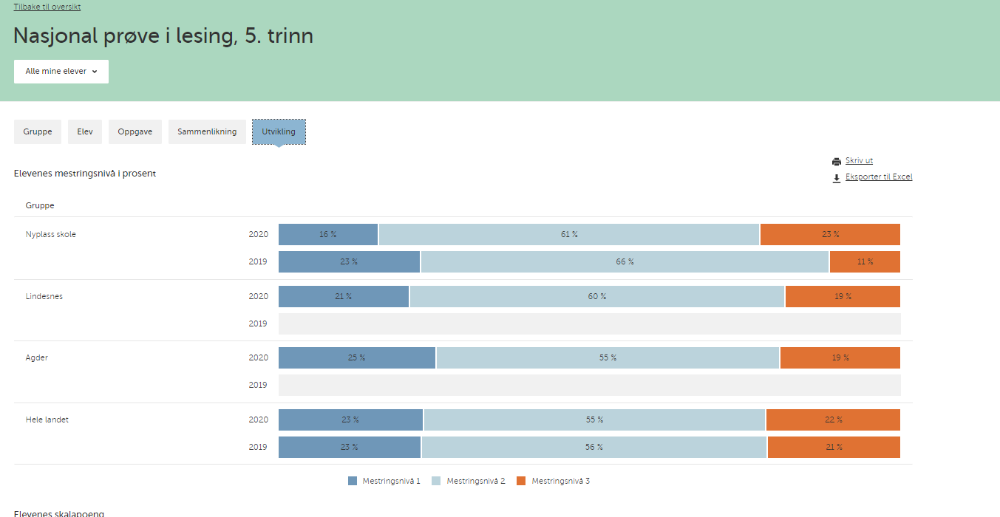 Tilbake til oversikt
Nasjonal prøve i lesing, 5. trinn
Alle mine elever
Gruppe Elev Oppgave Sammenlikning Utvikling
Skriv ut
Elevenes mestringsnivå i prosent
Eksporter til Excel
Gruppe
Nyplass skole 2020 16 % 61 % 23 %
2019 23 % 66 % 11 %
Lindesnes 2020 21 % 60 % 19 %
2019
Agder 2020 25 % 55 % 19 %
2019
Hele landet 2020 23 % 55 % 22 %
2019 23 % 56 % 21 %
Mestringsnivå 1 Mestringsnivå 2 Mestringsnivå 3
Elevenes skalapoeng